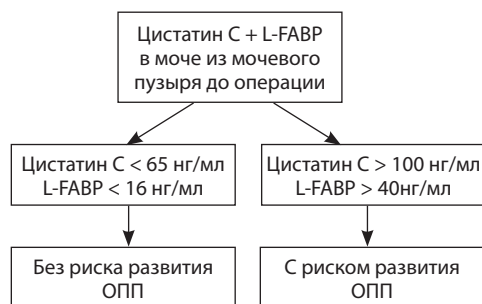 Цистатин С + L-FABP
в моче из мочевого
пузыря до операции
Цистатин С < 65 нг/мл
L-FABP < 16 нг/мл
Цистатин С > 100 нг/мл
L-FABP > 40нг/мл
Без риска развития
ОПП
С риском развития
ОПП